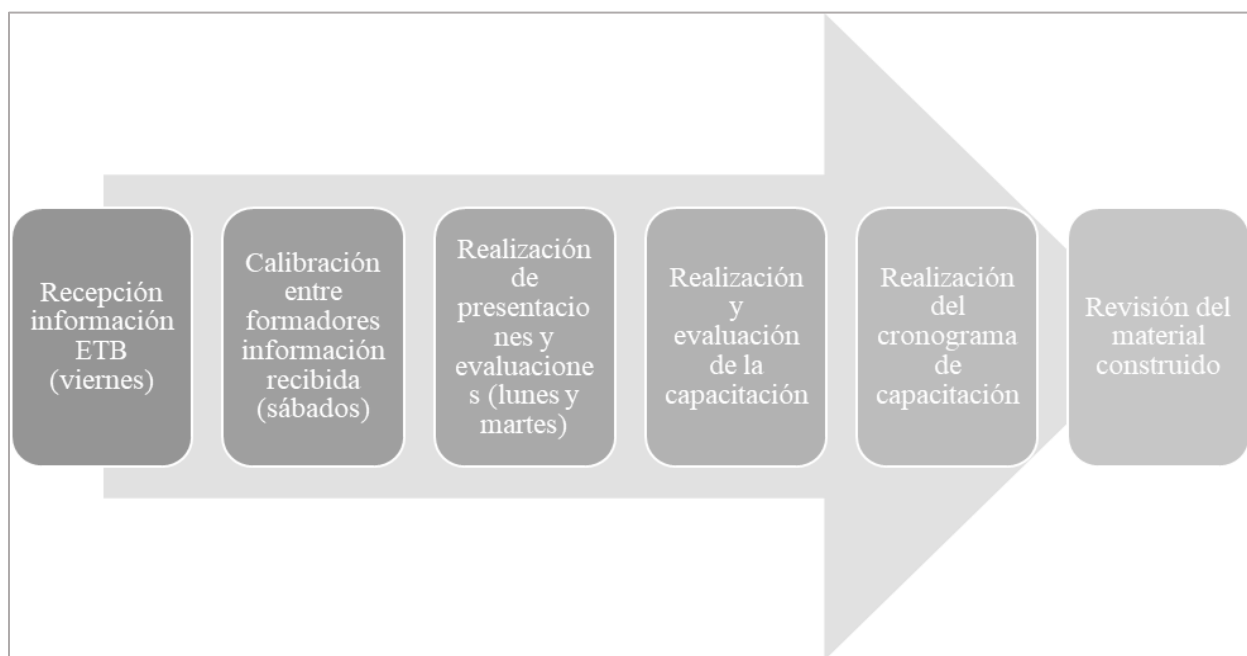 Recepción
información
ETB
(viernes)
Calibración
entre
formadores
información
recibida
(sábados)
Realización
de
presentacio
nes y
evaluacione
s (lunes y
martes)
Realización
y
evaluación
de la
capacitación
Realización
del
cronograma
de
capacitación
Revisión del
material
construido